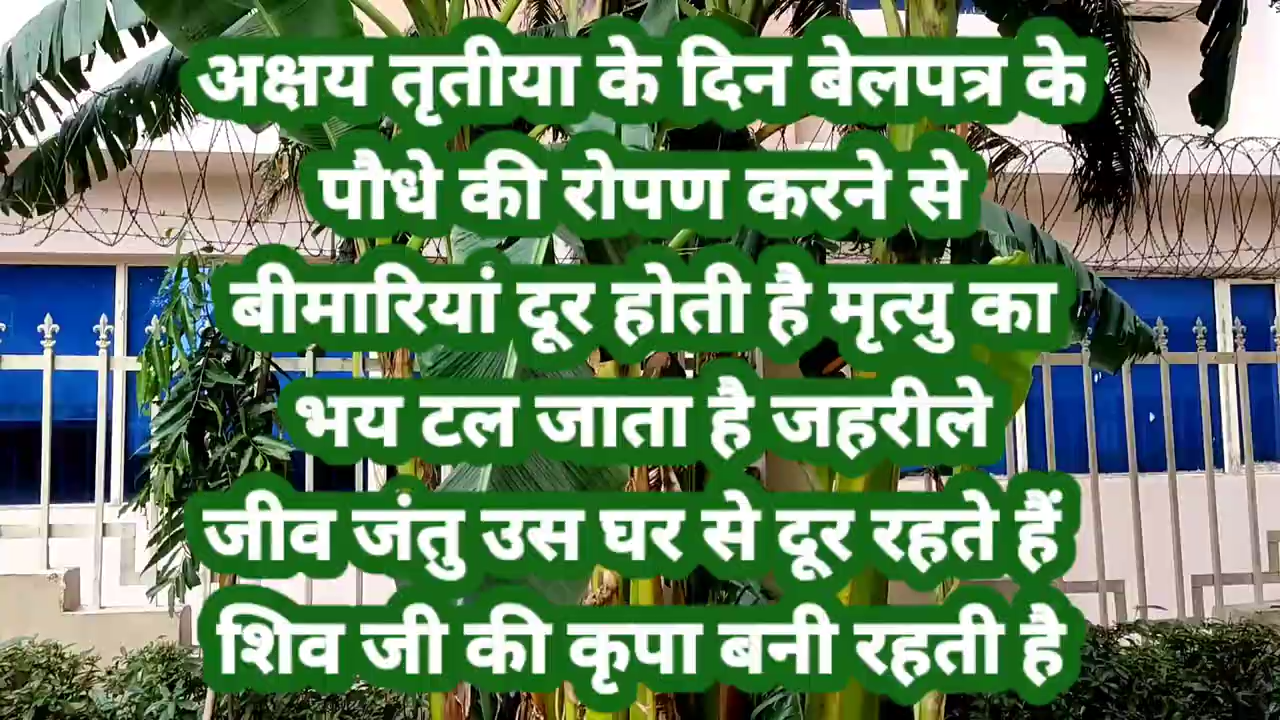 अक्षय तृतीया के दिन बेलपत्र के
पौधे की रोपण करने से
बीमारियां दूर होती है मृत्यु का
भय टल जाता है जहरीले
जीव जंतु उस घर से दूर रहते हैं
शिव जी की कृपा बनी रहती है